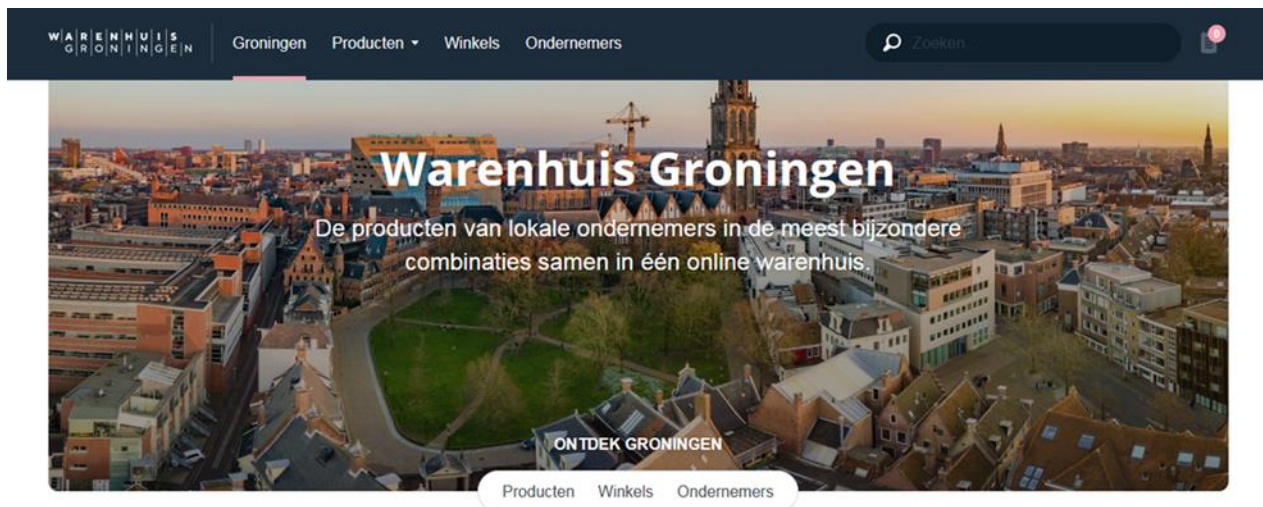 WARENHUIS
GRONINGEN
Groningen Producten Winkels Ondernemers
Zoeken...
0
Warenhuis Groningen
De producten van lokale ondernemers in de meest bijzondere
combinaties samen in één online warenhuis.
ONTDEK GRONINGEN
Producten Winkels Ondernemers